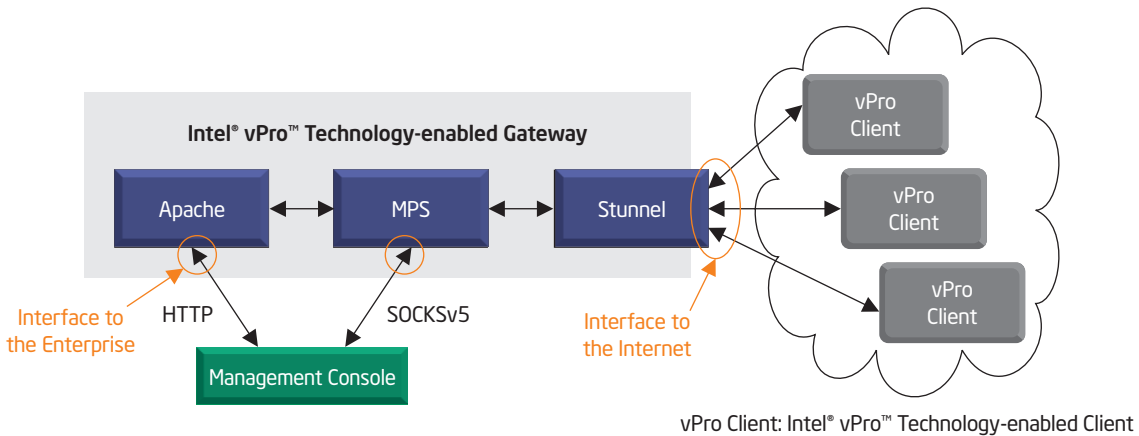 Intel® vPro™ Technology-enabled Gateway
Apache
MPS
Stunnel
vPro
Client
vPro
Client
vPro
Client
Interface to
the Enterprise
HTTP
SOCKSv5
Interface to
the Internet
Management Console
vPro Client: Intel® vPro™ Technology-enabled Client